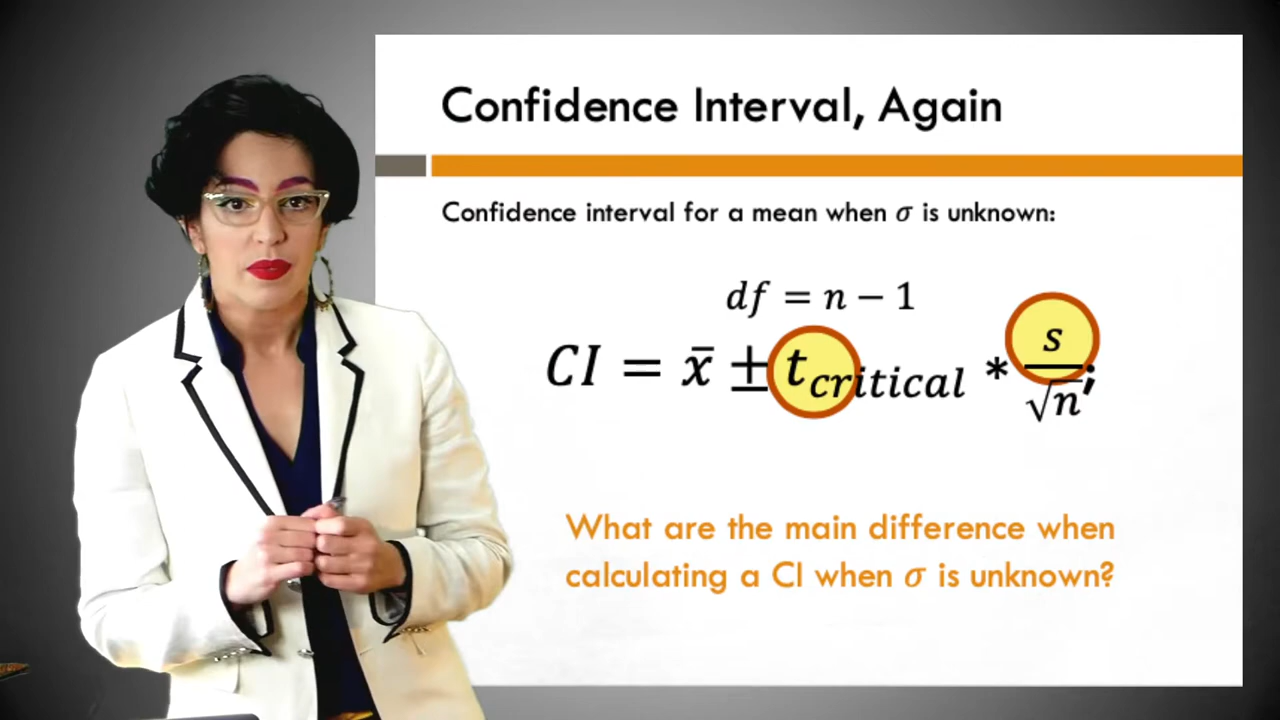 Confidence Interval, Again
Confidence interval for a mean when σ is unknown:
df = n − 1
CI = x̄ ± t_critical * s/√n;
What are the main difference when
calculating a CI when σ is unknown?